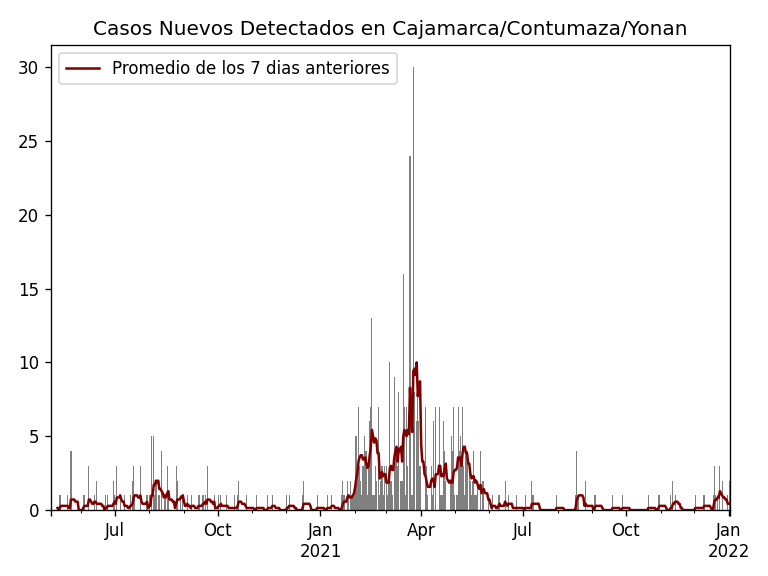 Casos Nuevos Detectados en Cajamarca/Contumaza/Yonan
Promedio de los 7 dias anteriores
30
25
20
15
10
5
0
Jul
Oct
Jan
2021
Apr
Jul
Oct
Jan
2022